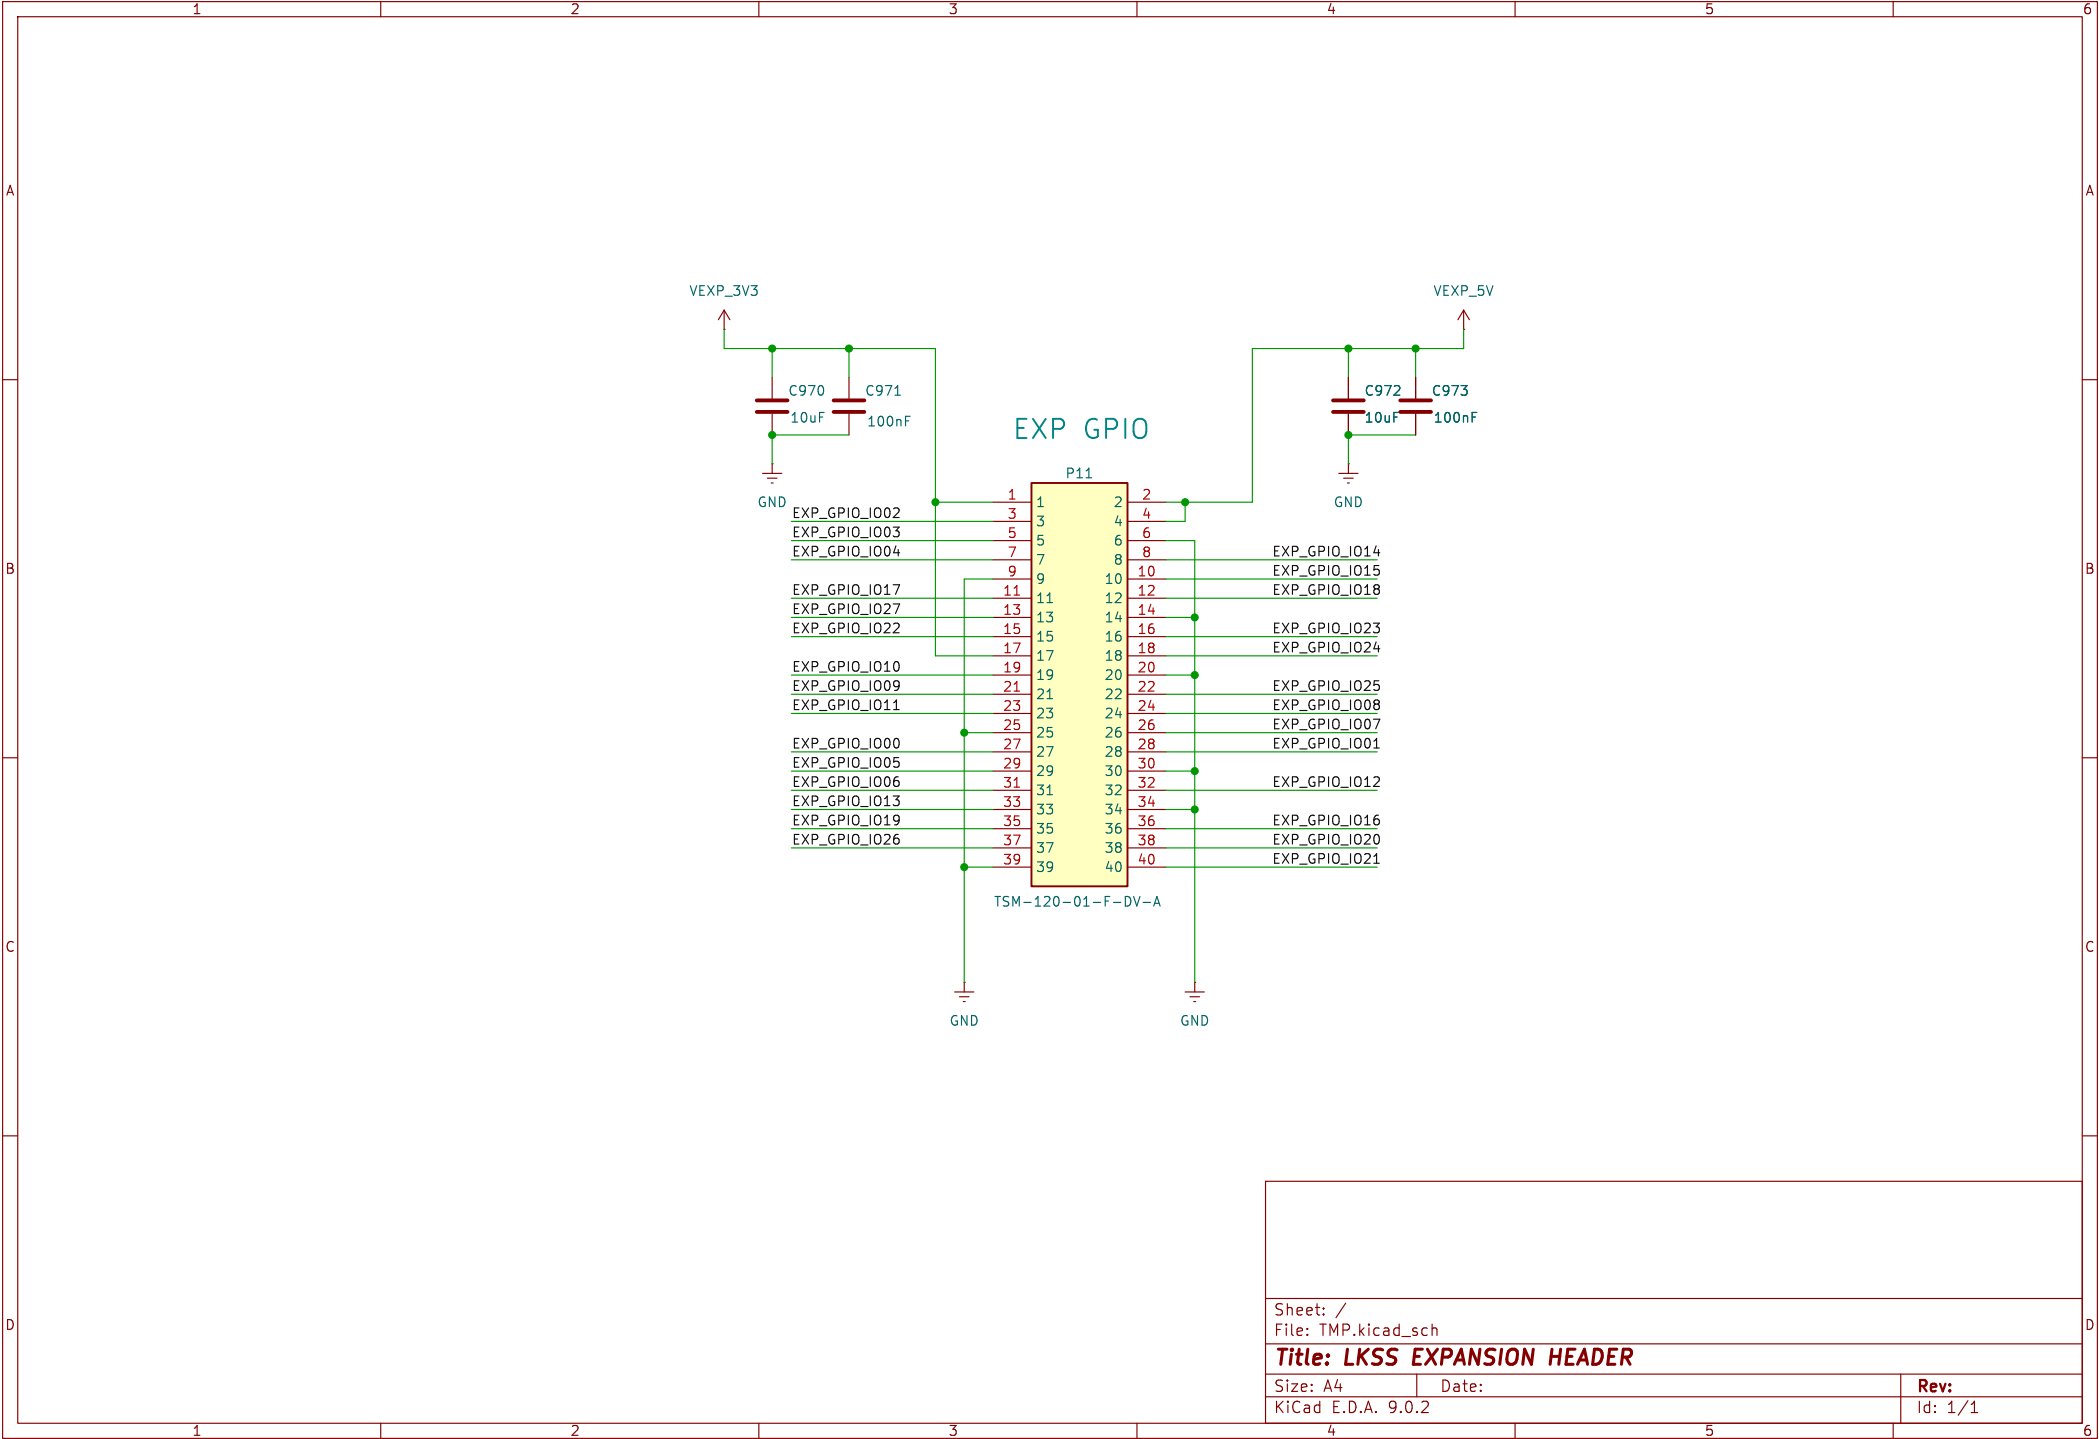 1 2 3 4 5 6
A A
VEXP_3V3 VEXP_5V
C970 C971 C972 C973
10uF 100nF 10uF 100nF
EXP GPIO
P11
GND GND
1 1 2 2
EXP_GPIO_IO02 3 3 4 4
EXP_GPIO_IO03 5 5 6 6
EXP_GPIO_IO04 7 7 8 8 EXP_GPIO_IO14
B 9 9 10 10 EXP_GPIO_IO15 B
EXP_GPIO_IO17 11 11 12 12 EXP_GPIO_IO18
EXP_GPIO_IO27 13 13 14 14
EXP_GPIO_IO22 15 15 16 16 EXP_GPIO_IO23
17 17 18 18 EXP_GPIO_IO24
EXP_GPIO_IO10 19 19 20 20
EXP_GPIO_IO09 21 21 22 22 EXP_GPIO_IO25
EXP_GPIO_IO11 23 23 24 24 EXP_GPIO_IO08
25 25 26 26 EXP_GPIO_IO07
EXP_GPIO_IO00 27 27 28 28 EXP_GPIO_IO01
EXP_GPIO_IO05 29 29 30 30
EXP_GPIO_IO06 31 31 32 32 EXP_GPIO_IO12
EXP_GPIO_IO13 33 33 34 34
EXP_GPIO_IO19 35 35 36 36 EXP_GPIO_IO16
EXP_GPIO_IO26 37 37 38 38 EXP_GPIO_IO20
39 39 40 40 EXP_GPIO_IO21
TSM-120-01-F-DV-A
C C
GND GND
Sheet: /
D File: TMP.kicad_sch D
Title: LKSS EXPANSION HEADER
Size: A4 Date: Rev:
KiCad E.D.A. 9.0.2 Id: 1/1
1 2 3 4 5 6